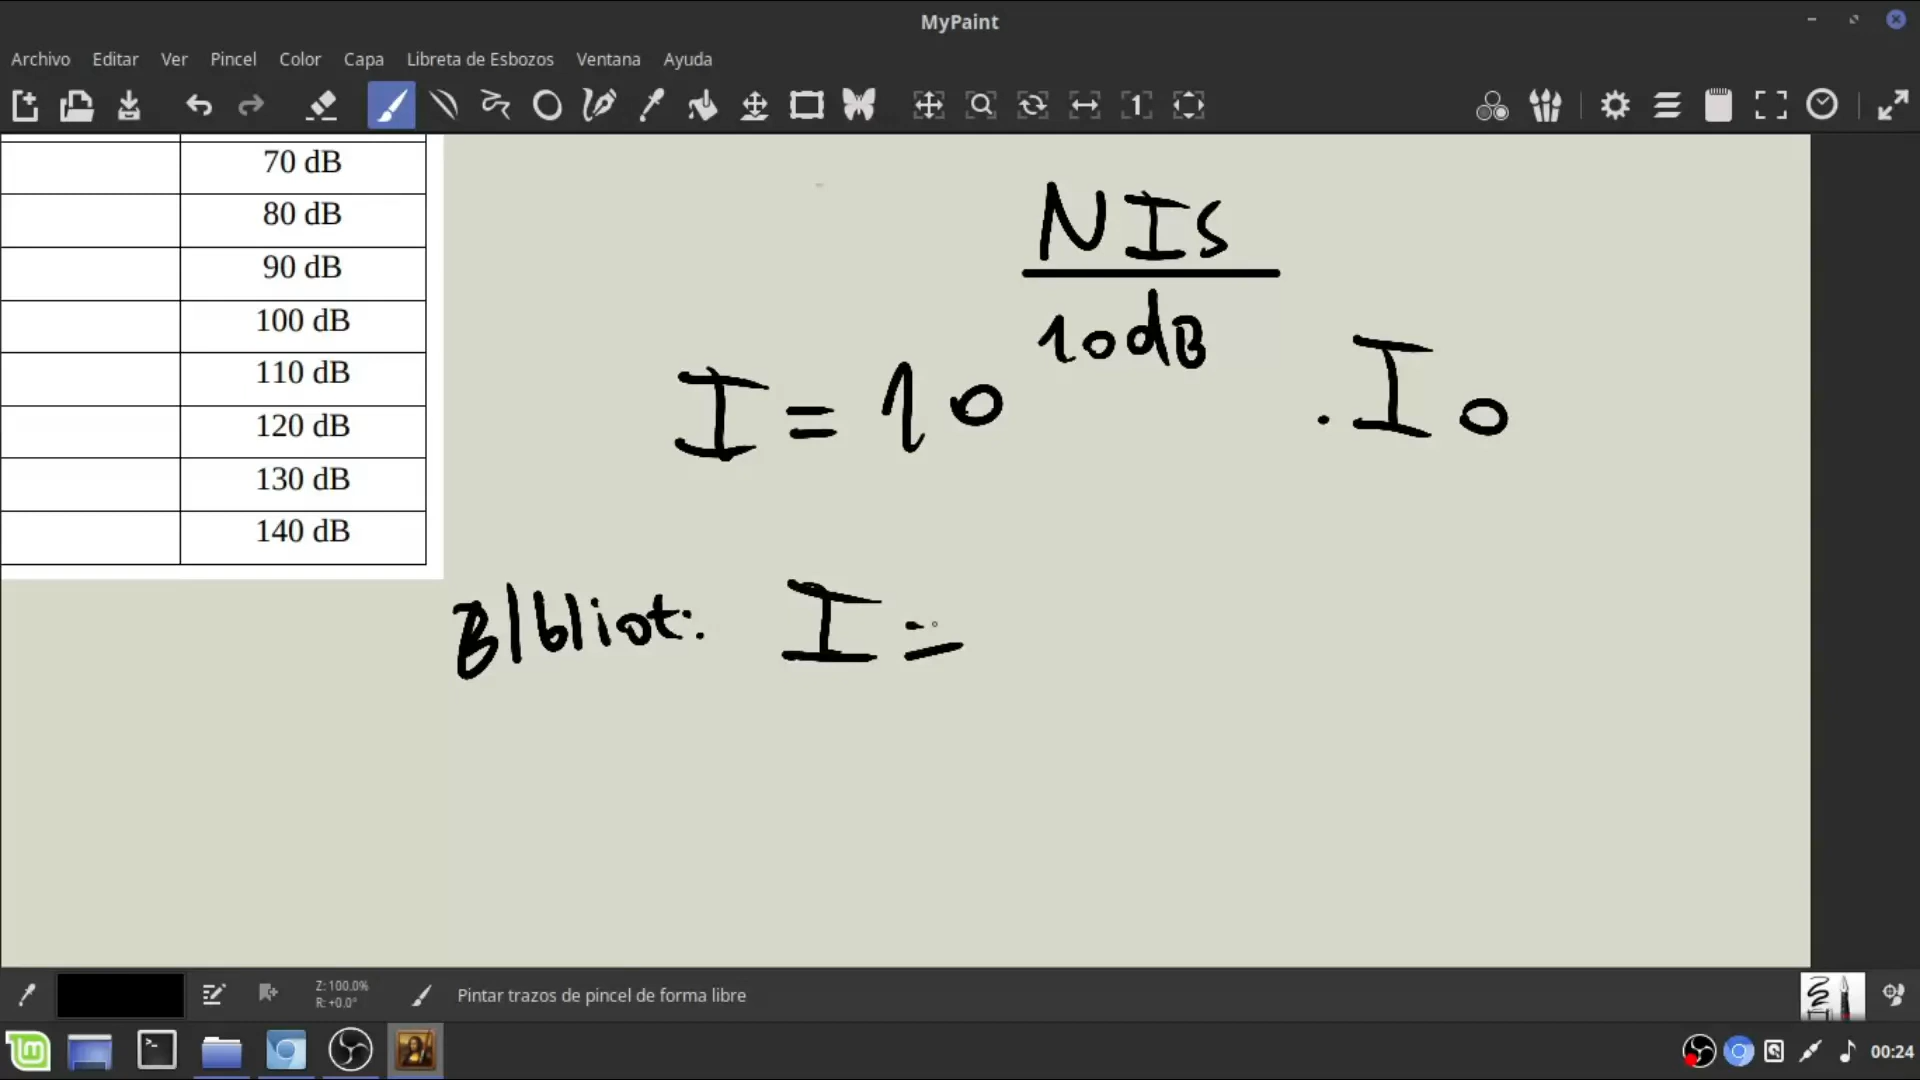 MyPaint
Archivo Editar Ver Pincel Color Capa Libreta de Esbozos Ventana Ayuda
70 dB
80 dB
90 dB
100 dB
110 dB
120 dB
130 dB
140 dB
NIS
10dB
I = 10 . Io
Bibliot: I =
Z: 100.0%
R: +0.0°
Pintar trazos de pincel de forma libre
00:24